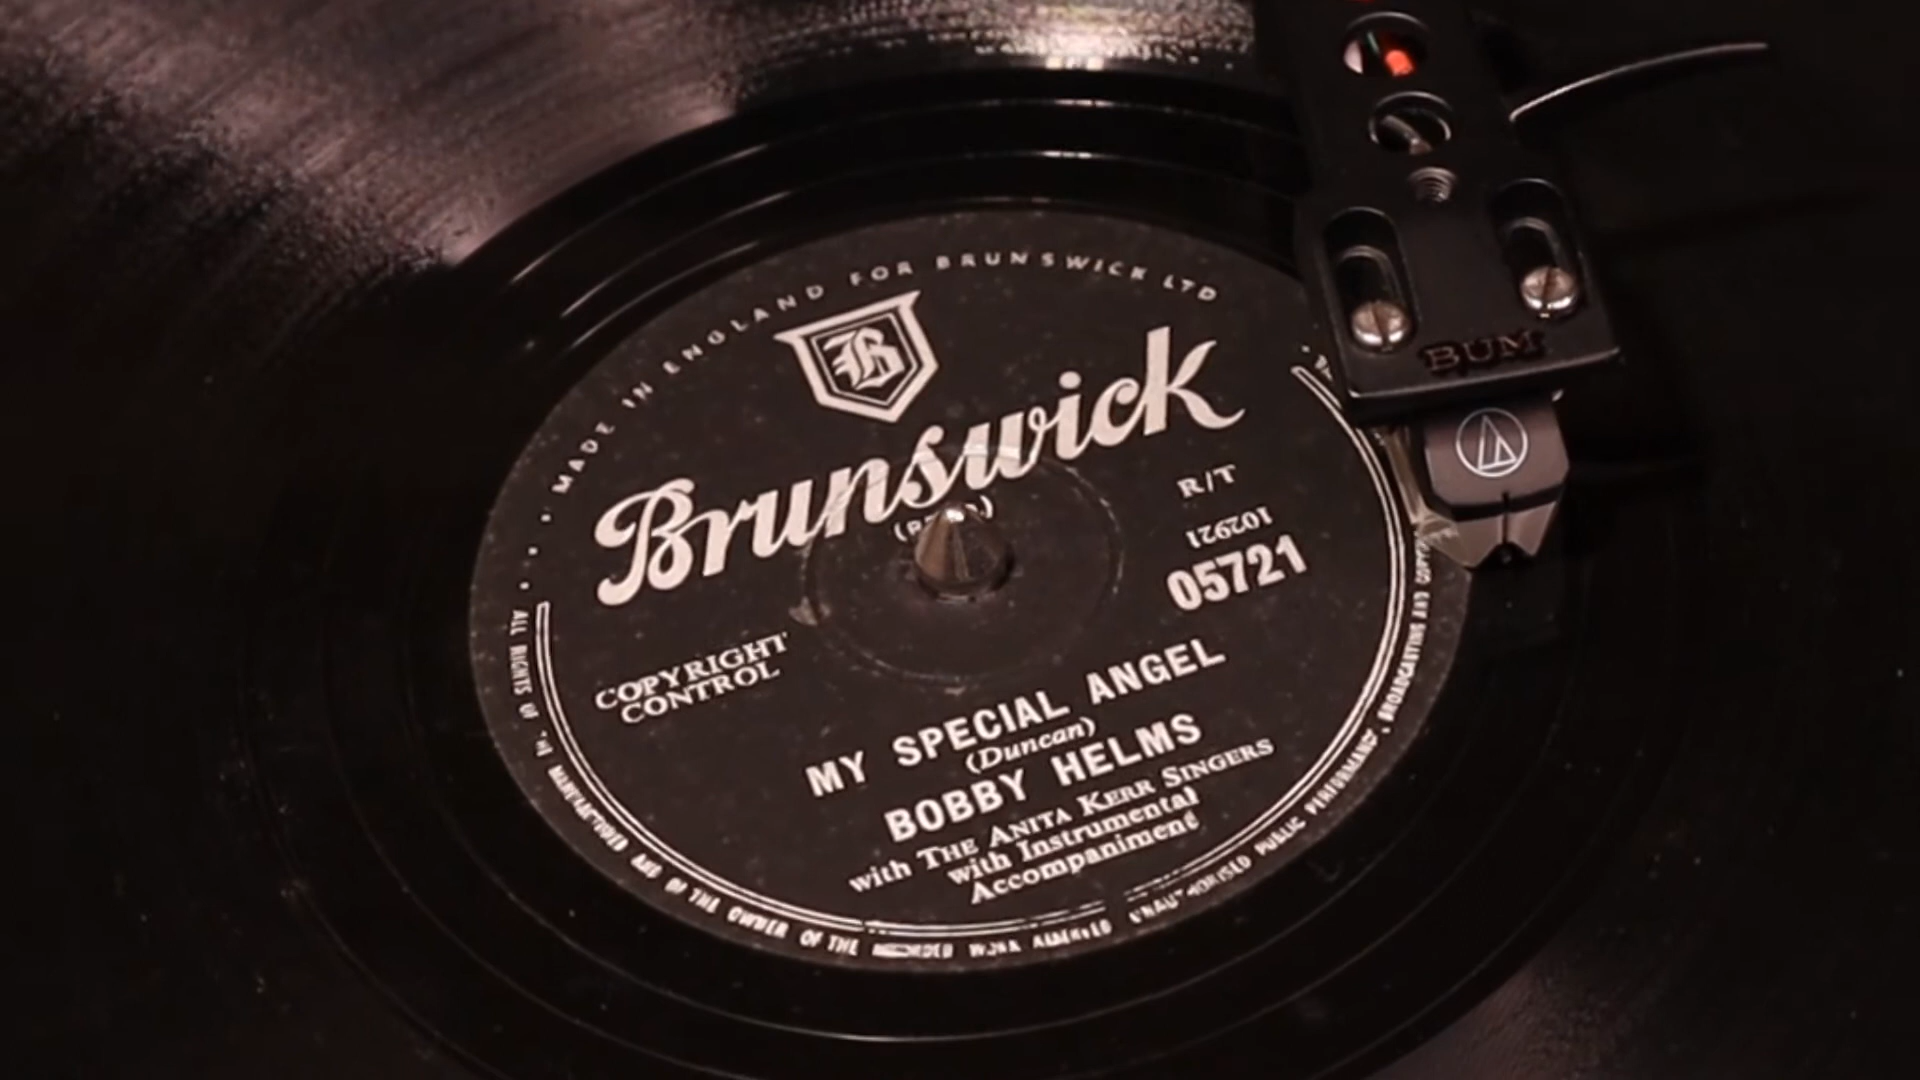 MADE IN ENGLAND FOR BRUNSWICK LTD
B
Brunswick
R/T
102921
05721
COPYRIGHT
CONTROL
MY SPECIAL ANGEL
(Duncan)
BOBBY HELMS
with THE ANITA KERR SINGERS
with Instrumental
Accompaniment
ALL RIGHTS OF THE MANUFACTURER AND OF THE OWNER OF THE RECORDED WORK RESERVED UNAUTHORISED PUBLIC PERFORMANCE, BROADCASTING AND
BUM